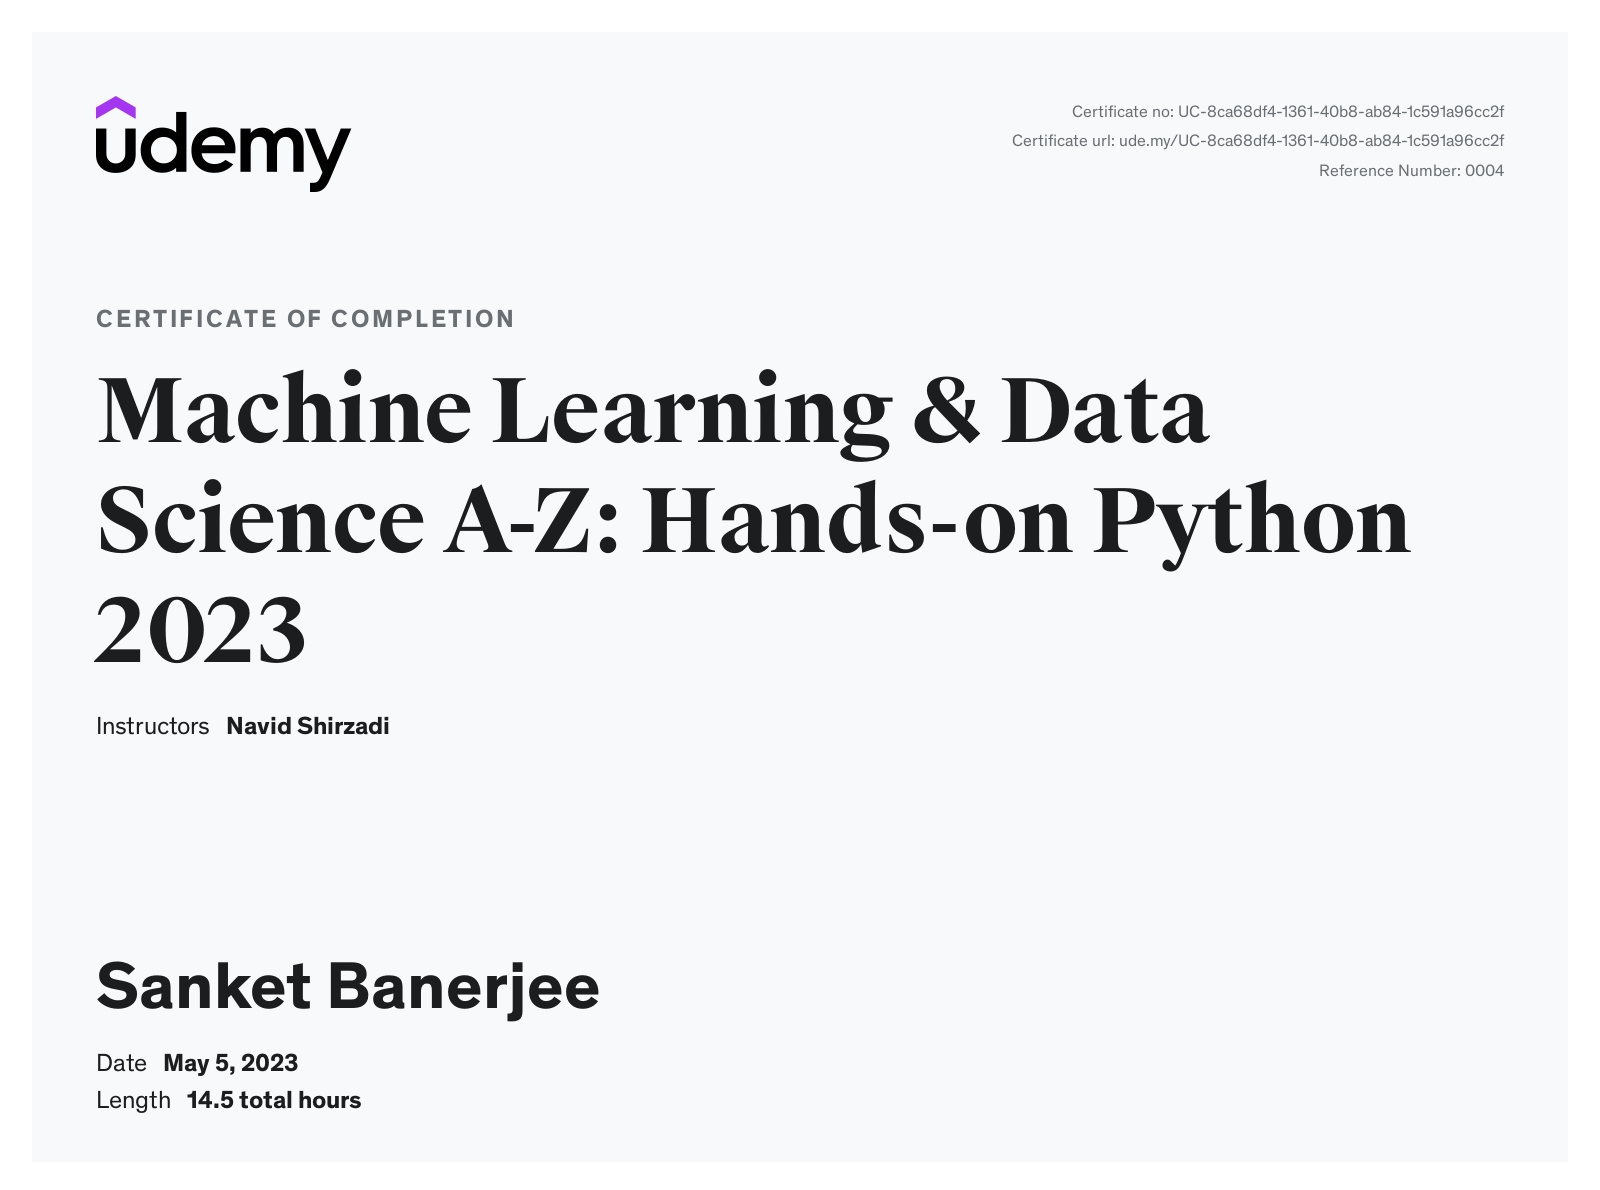 udemy
Certificate no: UC-8ca68df4-1361-40b8-ab84-1c591a96cc2f
Certificate url: ude.my/UC-8ca68df4-1361-40b8-ab84-1c591a96cc2f
Reference Number: 0004
CERTIFICATE OF COMPLETION
Machine Learning & Data
Science A-Z: Hands-on Python
2023
Instructors Navid Shirzadi
Sanket Banerjee
Date May 5, 2023
Length 14.5 total hours